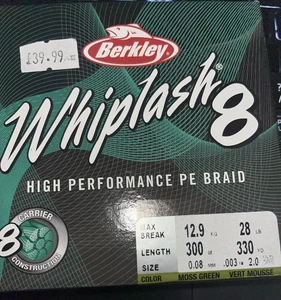 £39.99
Berkley
Whiplash® 8
HIGH PERFORMANCE PE BRAID
8 CARRIER
CONSTRUCTION
MAX
BREAK 12.9 KG 28 LB
LENGTH 300 330
SIZE 0.08 MM .003 IN 2.0
COLOR MOSS GREEN VERT MOUSSE